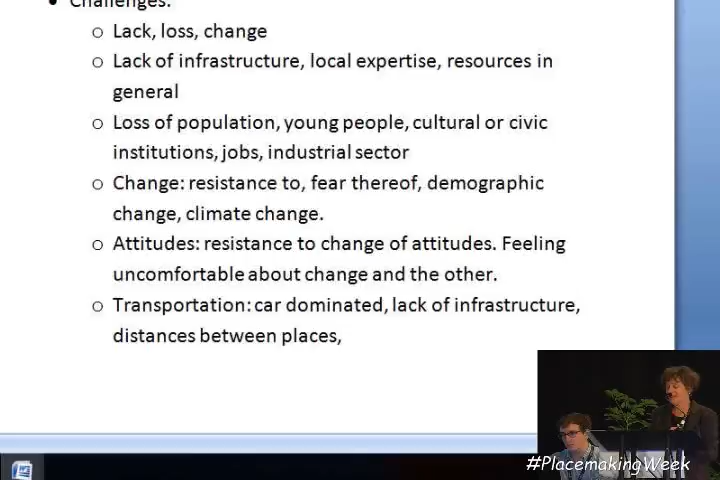 Challenges:
Lack, loss, change
Lack of infrastructure, local expertise, resources in
general
Loss of population, young people, cultural or civic
institutions, jobs, industrial sector
Change: resistance to, fear thereof, demographic
change, climate change.
Attitudes: resistance to change of attitudes. Feeling
uncomfortable about change and the other.
Transportation: car dominated, lack of infrastructure,
distances between places,
#PlacemakingWeek